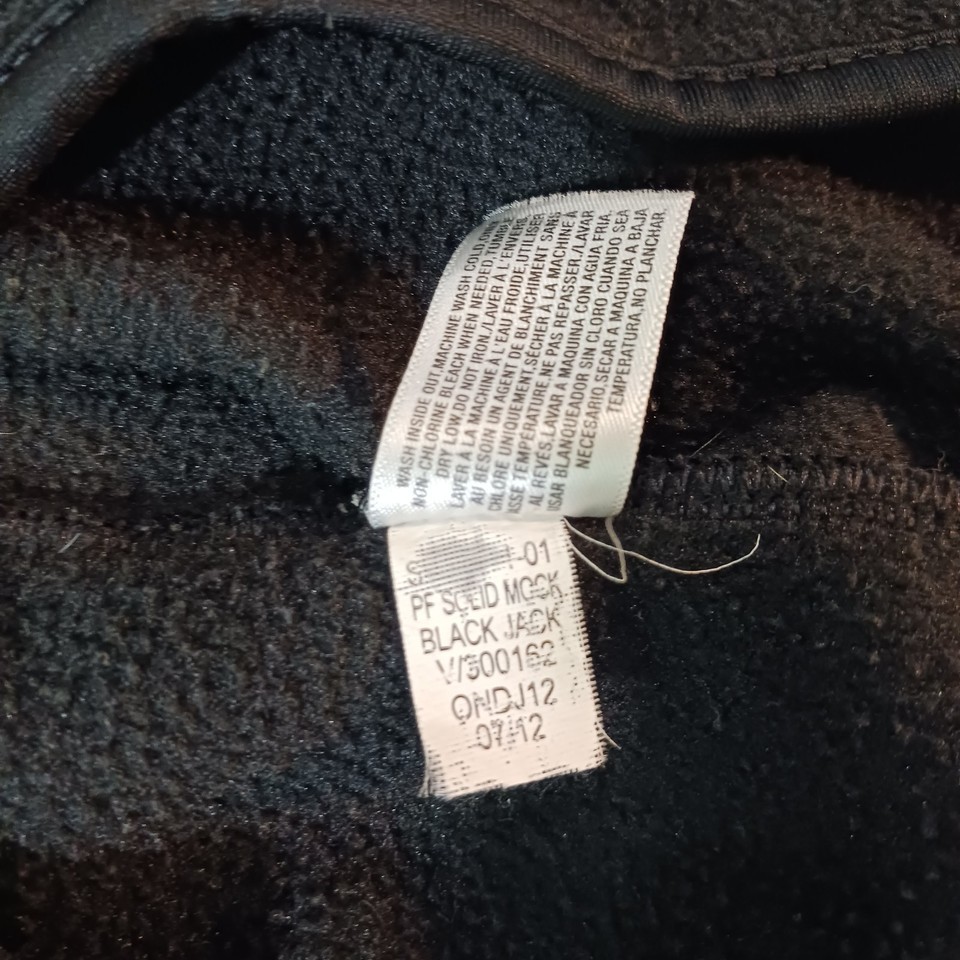 WASH INSIDE OUT.MACHINE WASH COLD.
NON-CHLORINE BLEACH WHEN NEEDED.TUMBLE
DRY LOW.DO NOT IRON./LAVER À L'ENVERS
LAVER À LA MACHINE À L'EAU FROIDE,UTILISER
AU BESOIN UN AGENT DE BLANCHIMENT SANS
CHLORE UNIQUEMENT.SÉCHER À LA MACHINE À
ASSE TEMPÉRATURE.NE PAS REPASSER./LAVAR
AL REVÉS.LAVAR A MAQUINA CON AGUA FRIA.
USAR BLANQUEADOR SIN CLORO CUANDO SEA
NECESARIO.SECAR A MAQUINA A BAJA
TEMPERATURA.NO PLANCHAR.
-01
PF SOLID MOCK
BLACK JACK
V/300162
ONDJ12
07/12